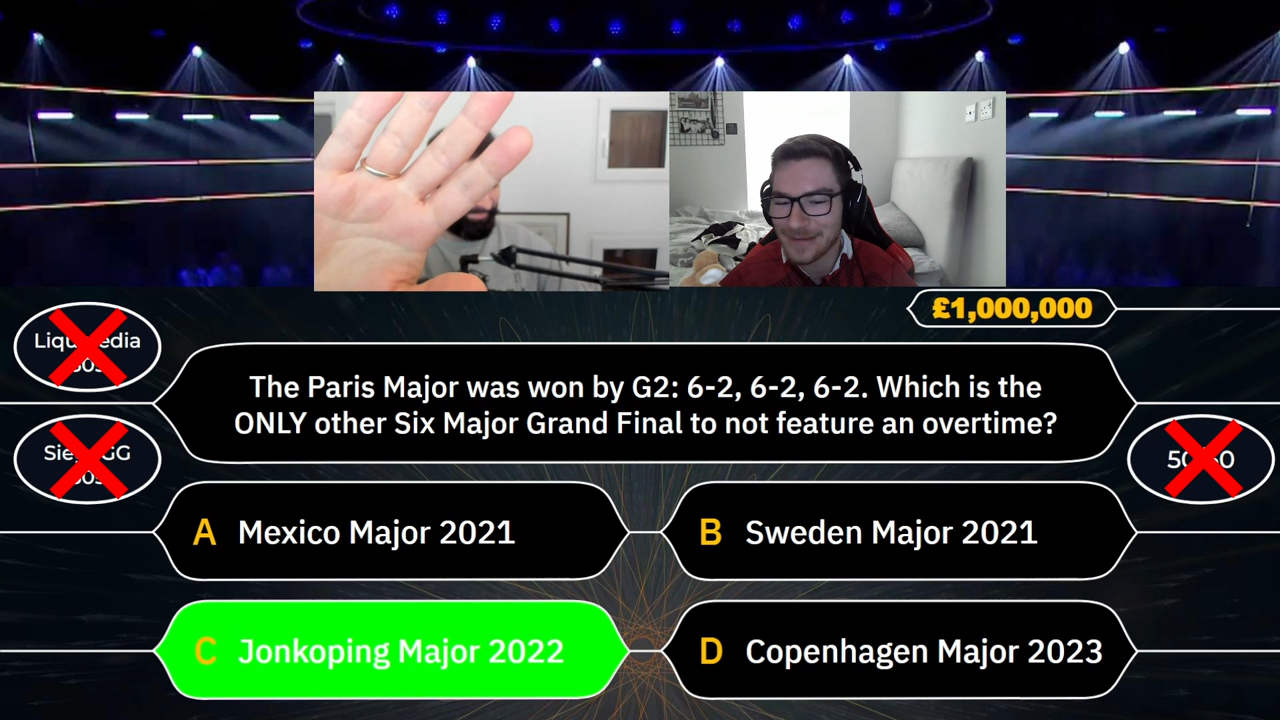 £1,000,000
The Paris Major was won by G2: 6-2, 6-2, 6-2. Which is the
ONLY other Six Major Grand Final to not feature an overtime?
A Mexico Major 2021
B Sweden Major 2021
C Jonkoping Major 2022
D Copenhagen Major 2023